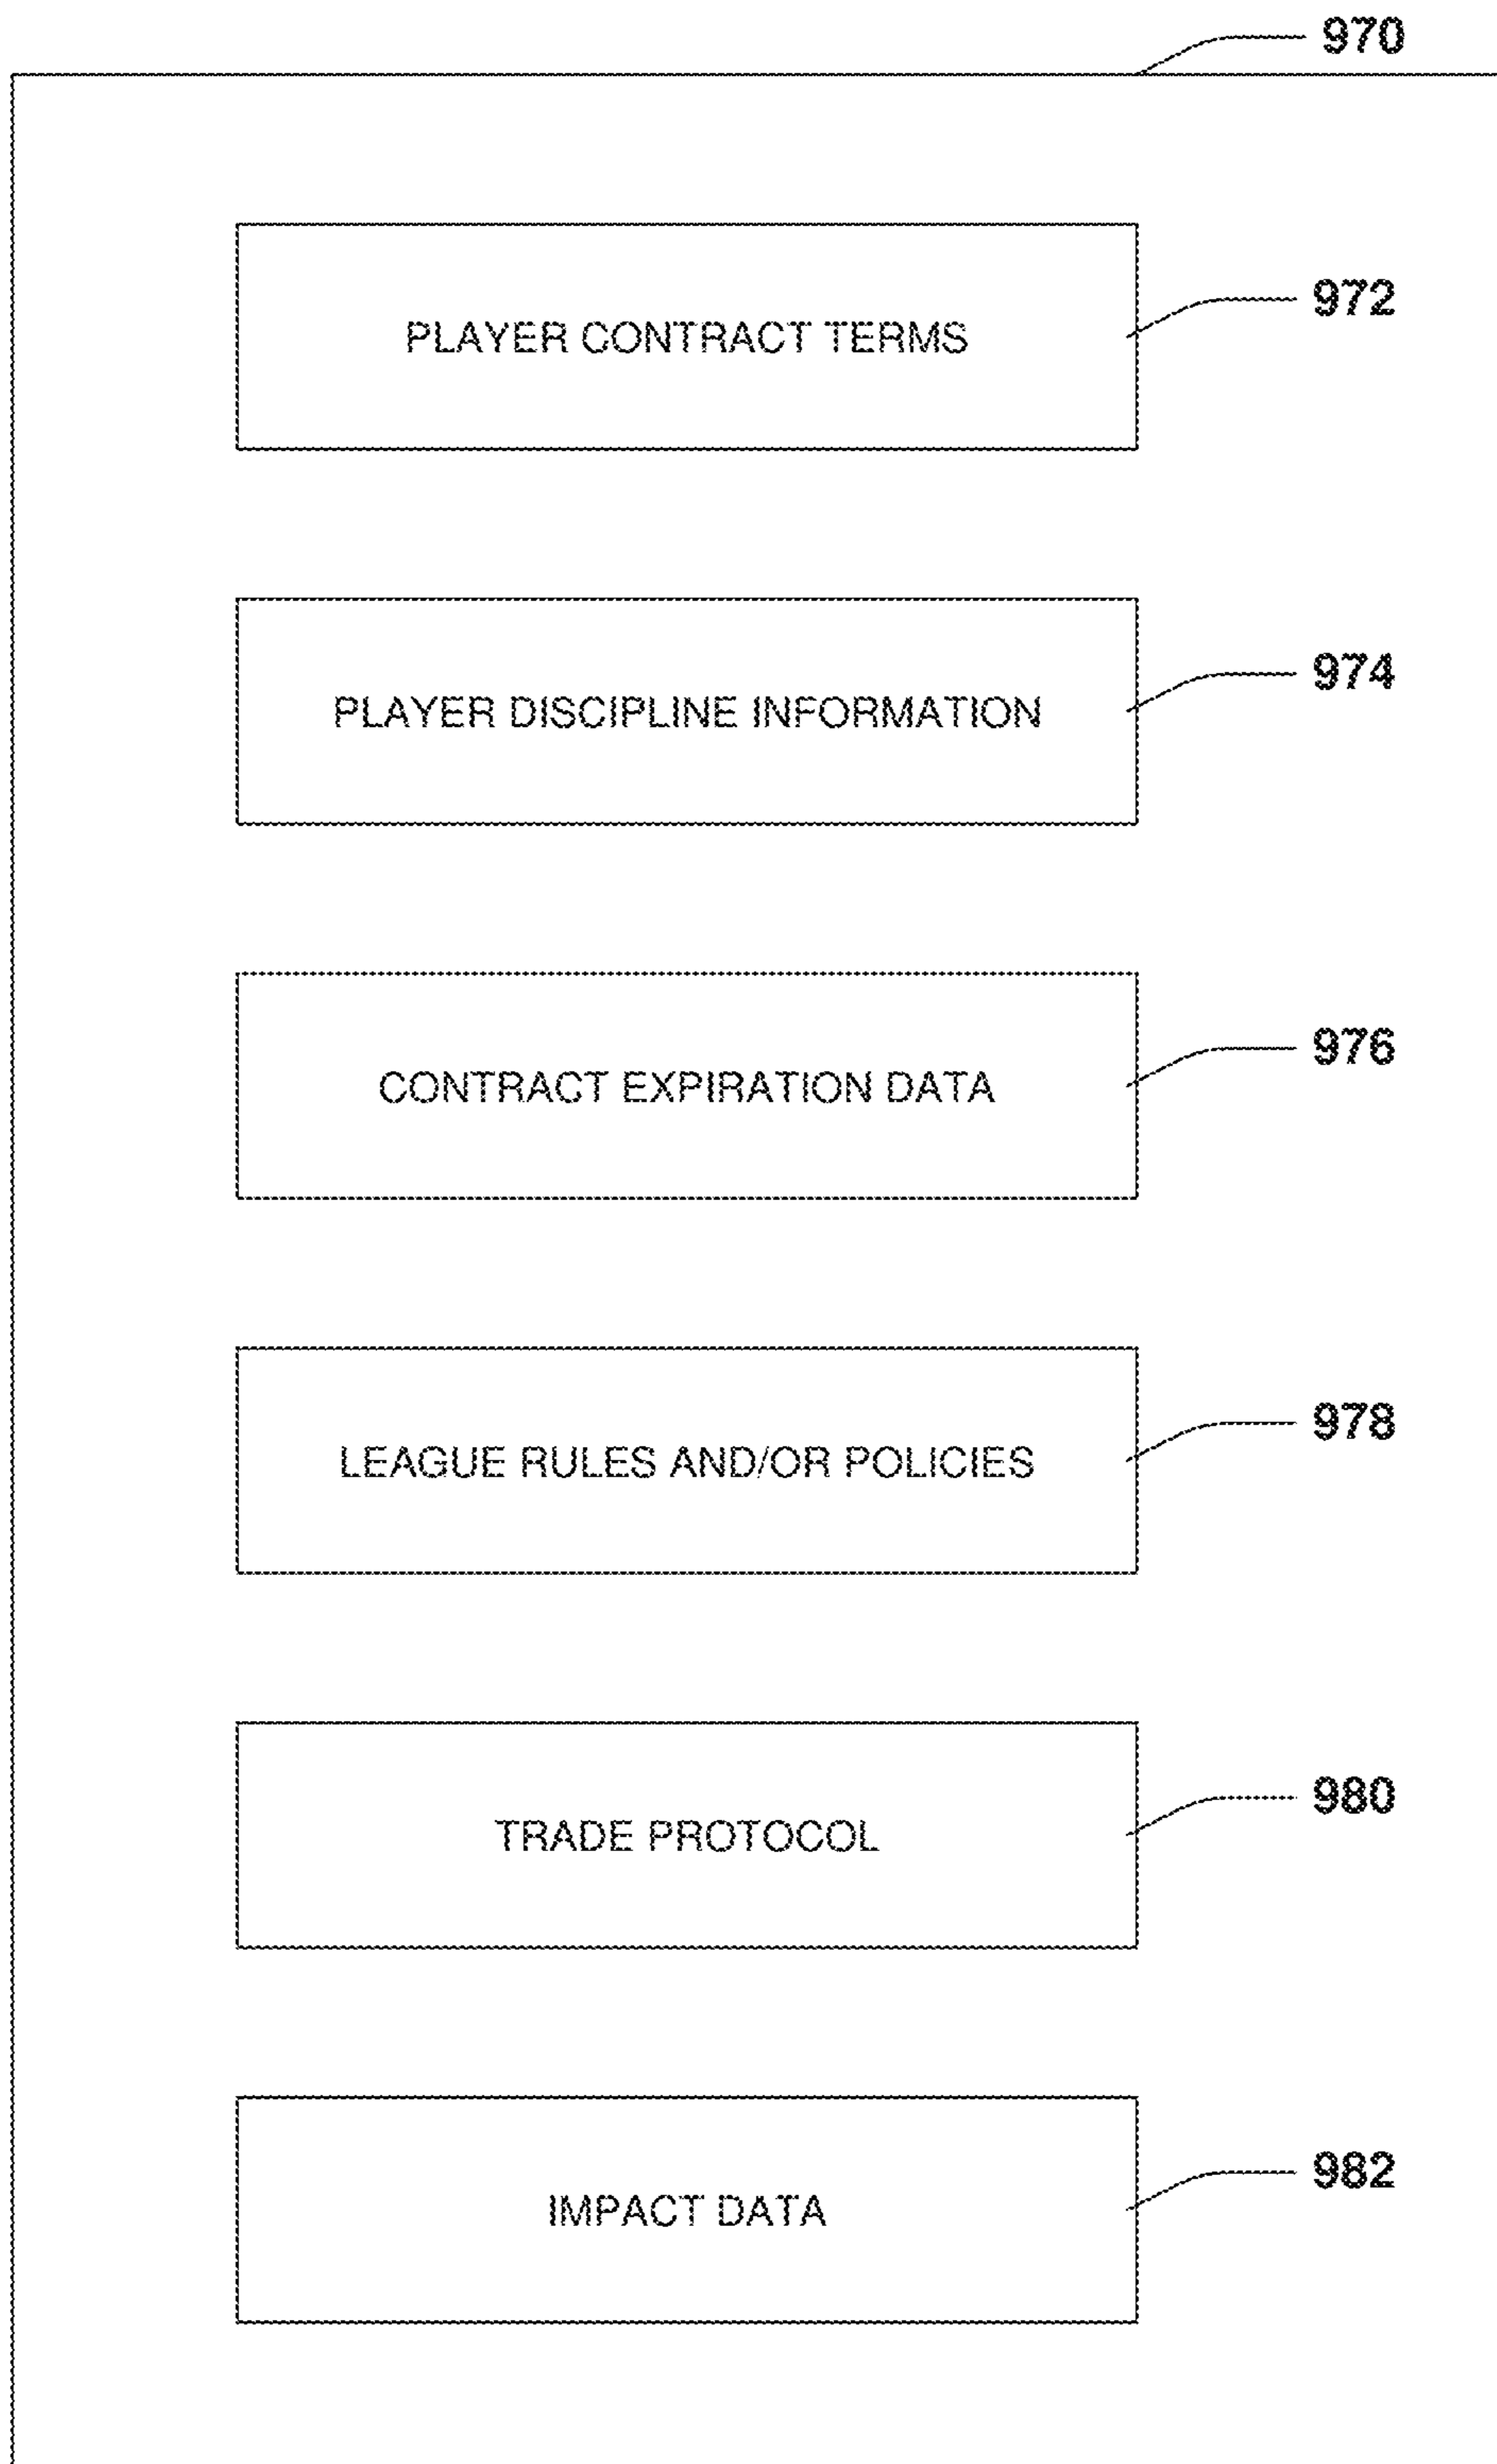 970
PLAYER CONTRACT TERMS
972
PLAYER DISCIPLINE INFORMATION
974
CONTRACT EXPIRATION DATA
976
LEAGUE RULES AND/OR POLICIES
978
TRADE PROTOCOL
980
IMPACT DATA
982